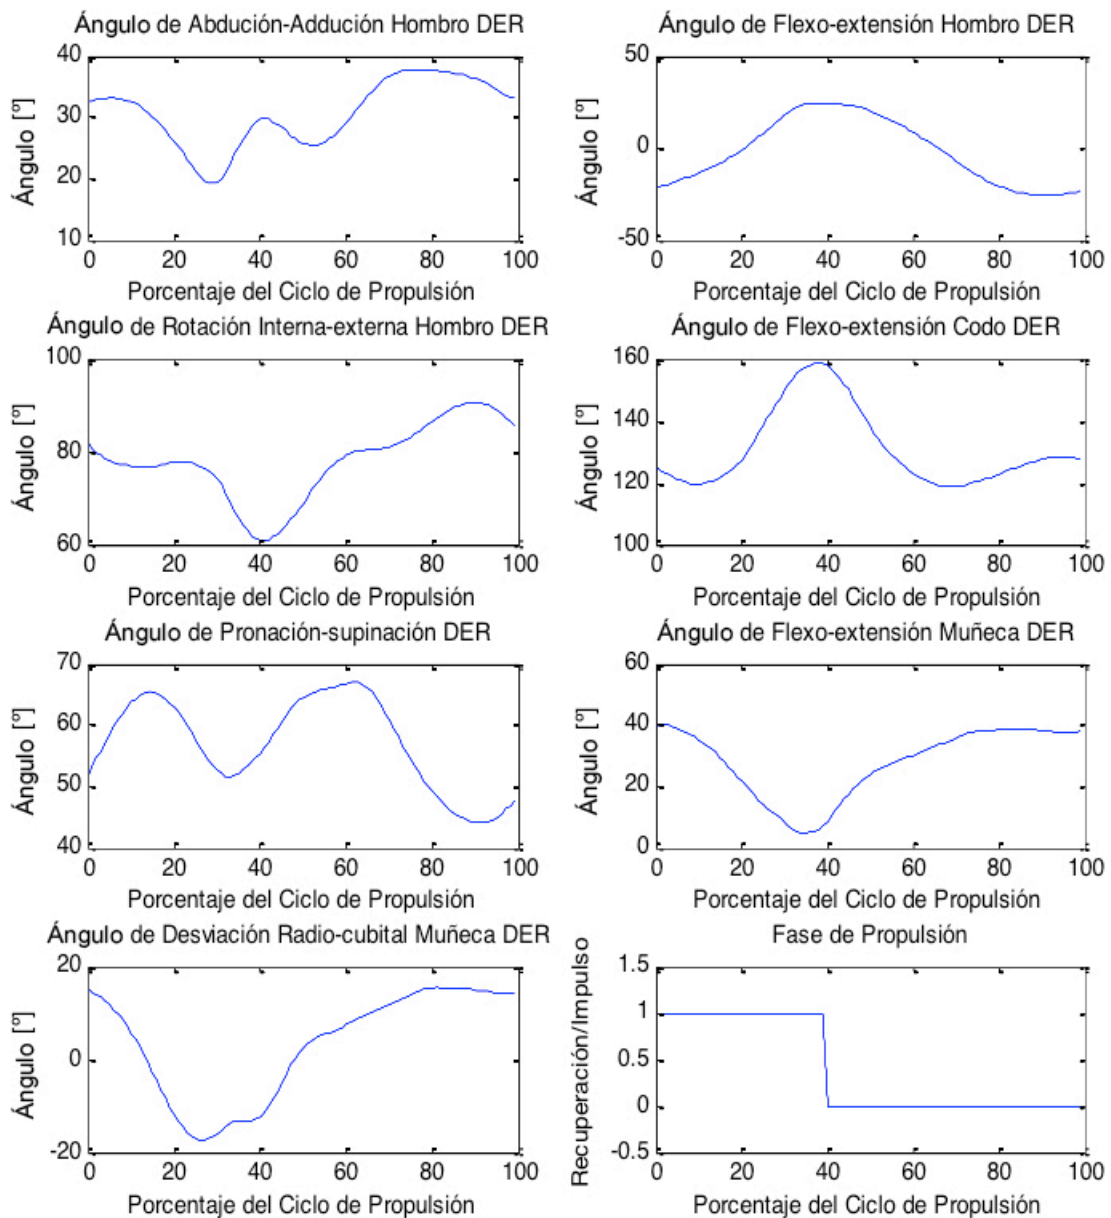 Ángulo de Abdución-Addución Hombro DER
40
30
20
10
Ángulo [º]
0 20 40 60 80 100
Porcentaje del Ciclo de Propulsión
Ángulo de Flexo-extensión Hombro DER
50
0
-50
Ángulo [º]
0 20 40 60 80 100
Porcentaje del Ciclo de Propulsión
Ángulo de Rotación Interna-externa Hombro DER
100
80
60
Ángulo [º]
0 20 40 60 80 100
Porcentaje del Ciclo de Propulsión
Ángulo de Flexo-extensión Codo DER
160
140
120
100
Ángulo [º]
0 20 40 60 80 100
Porcentaje del Ciclo de Propulsión
Ángulo de Pronación-supinación DER
70
60
50
40
Ángulo [º]
0 20 40 60 80 100
Porcentaje del Ciclo de Propulsión
Ángulo de Flexo-extensión Muñeca DER
60
40
20
0
Ángulo [º]
0 20 40 60 80 100
Porcentaje del Ciclo de Propulsión
Ángulo de Desviación Radio-cubital Muñeca DER
20
0
-20
Ángulo [º]
0 20 40 60 80 100
Porcentaje del Ciclo de Propulsión
Fase de Propulsión
1.5
1
0.5
0
-0.5
Recuperación/Impulso
0 20 40 60 80 100
Porcentaje del Ciclo de Propulsión